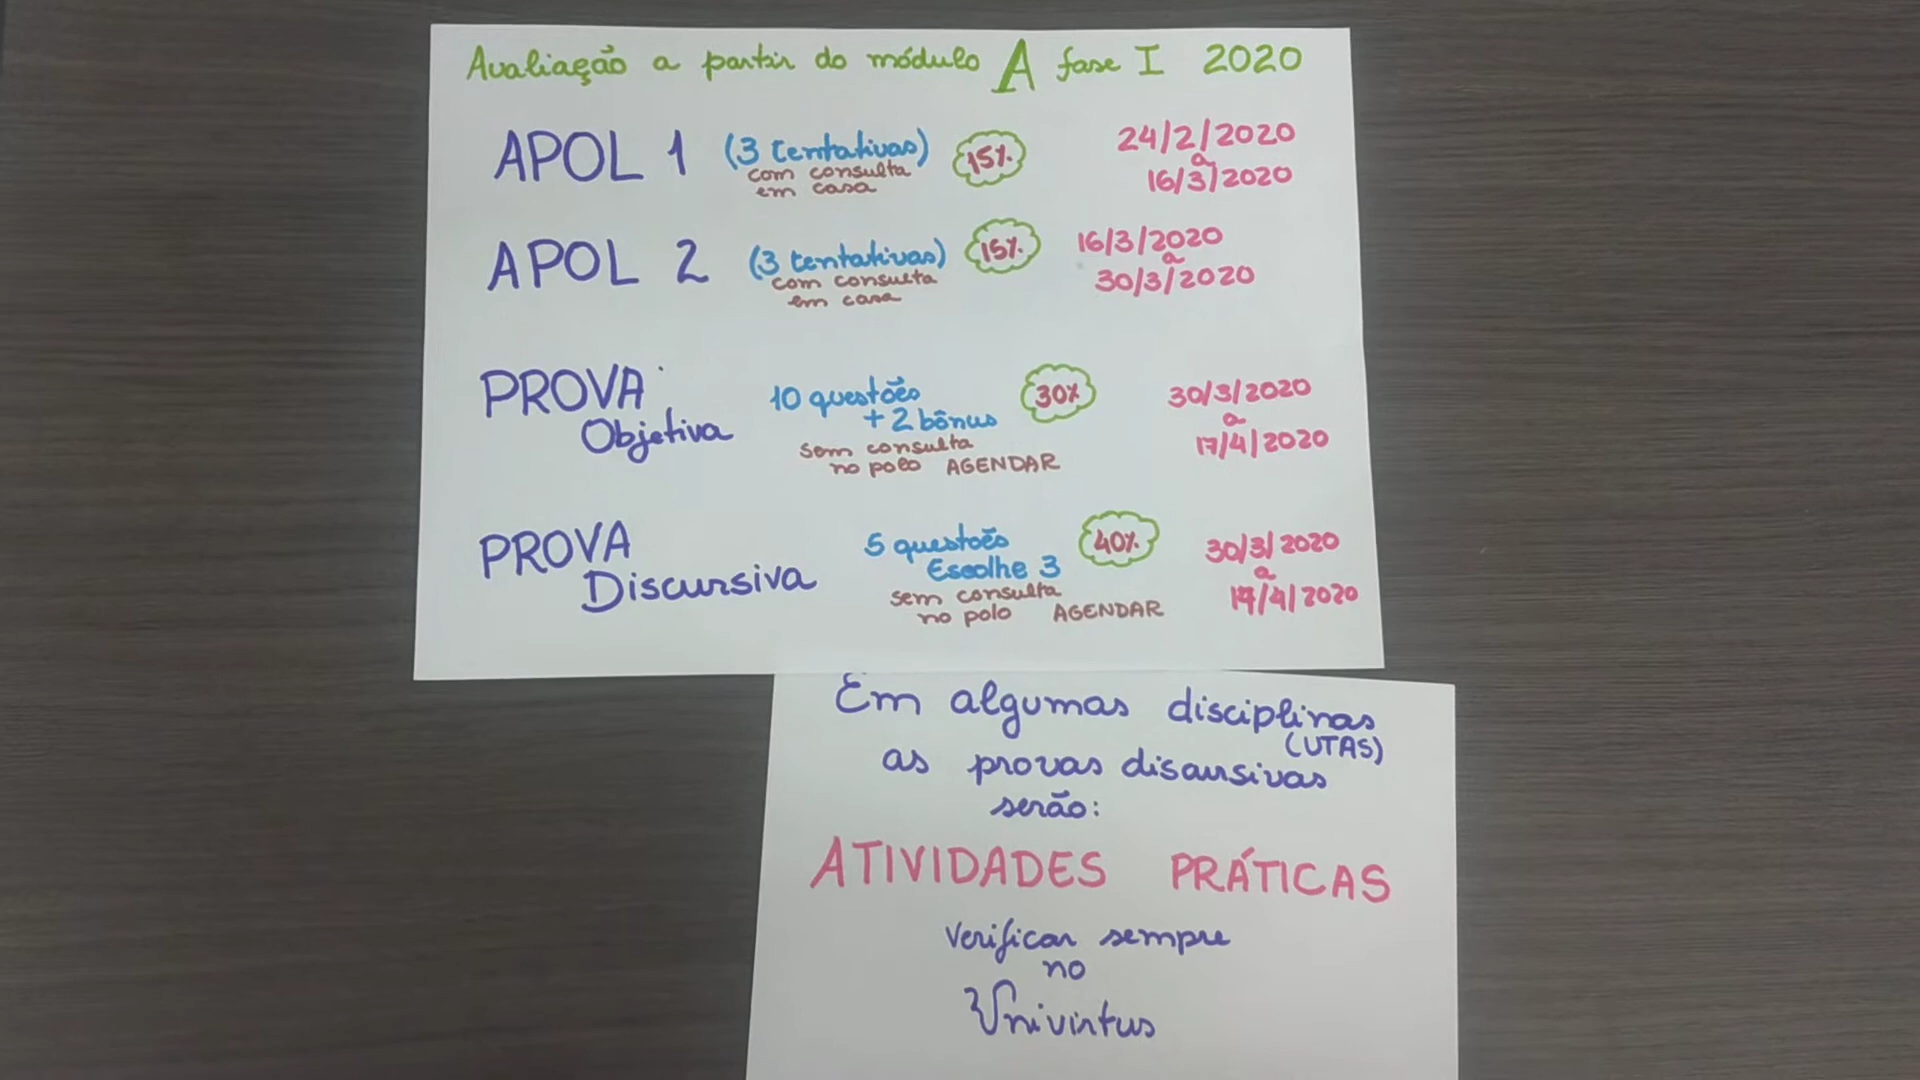 Avaliação a partir do módulo A fase I 2020
APOL 1 (3 tentativas) 15% 24/2/2020
com consulta a
em casa 16/3/2020
APOL 2 (3 tentativas) 15% 16/3/2020
com consulta a
em casa 30/3/2020
PROVA 10 questões 30% 30/3/2020
Objetiva + 2 bônus a
sem consulta 17/4/2020
no polo AGENDAR
PROVA 5 questões 40% 30/3/2020
Discursiva Escolhe 3 a
sem consulta 17/4/2020
no polo AGENDAR
Em algumas disciplinas
(UTAS)
as provas discursivas
serão:
ATIVIDADES PRÁTICAS
Verificar sempre
no
Univirtus